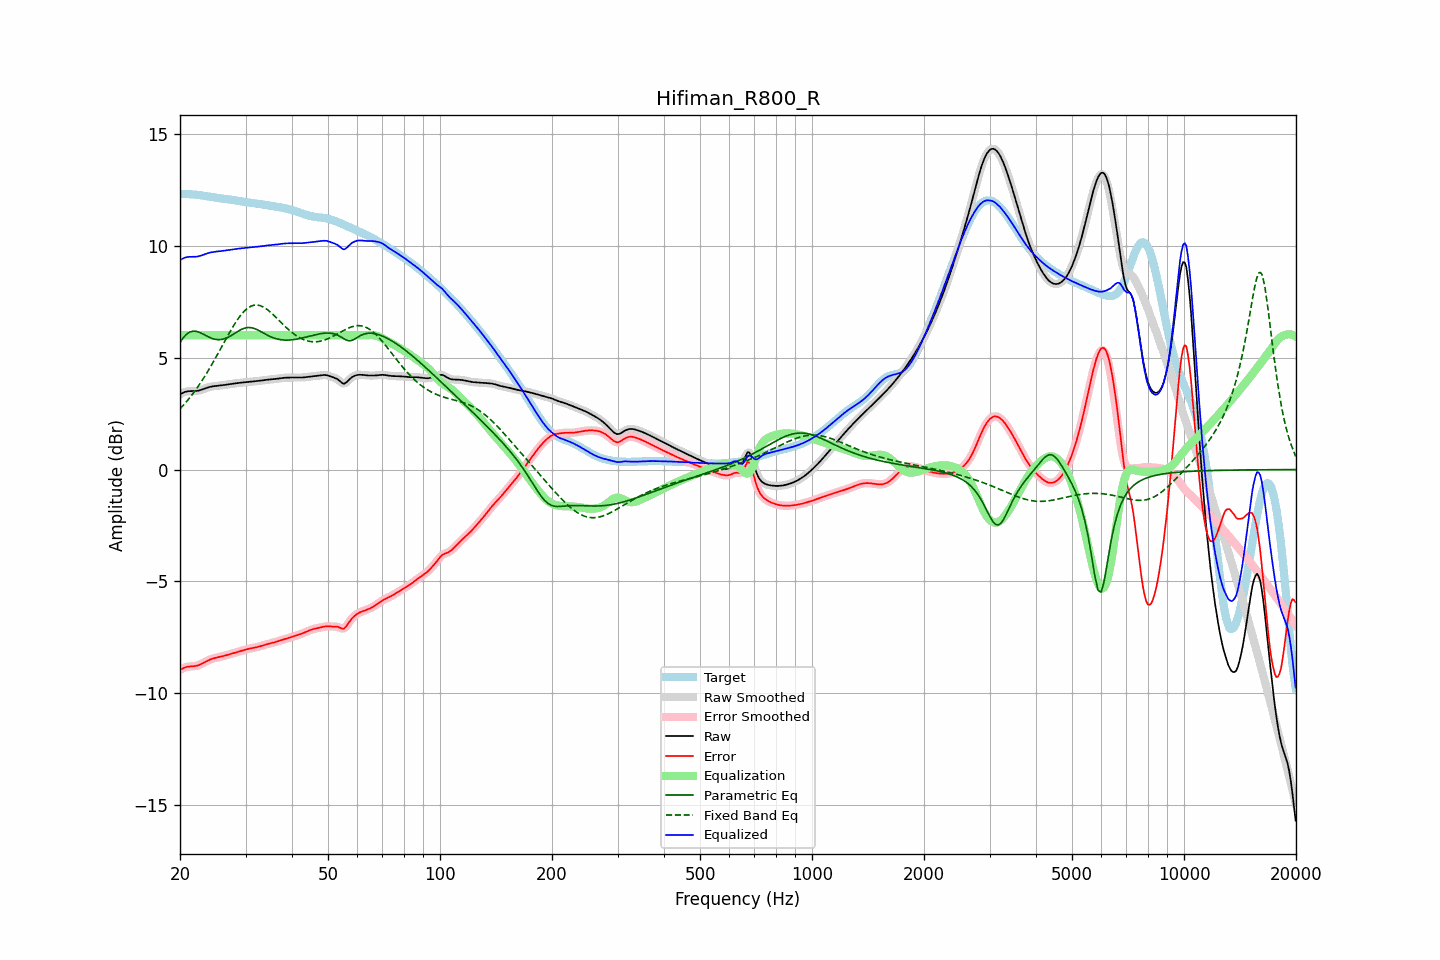 Hifiman_R800_R
Amplitude (dBr)
15
10
5
0
−5
−10
−15
20
50
100
200
500
1000
2000
5000
10000
20000
Frequency (Hz)
Target
Raw Smoothed
Error Smoothed
Raw
Error
Equalization
Parametric Eq
Fixed Band Eq
Equalized